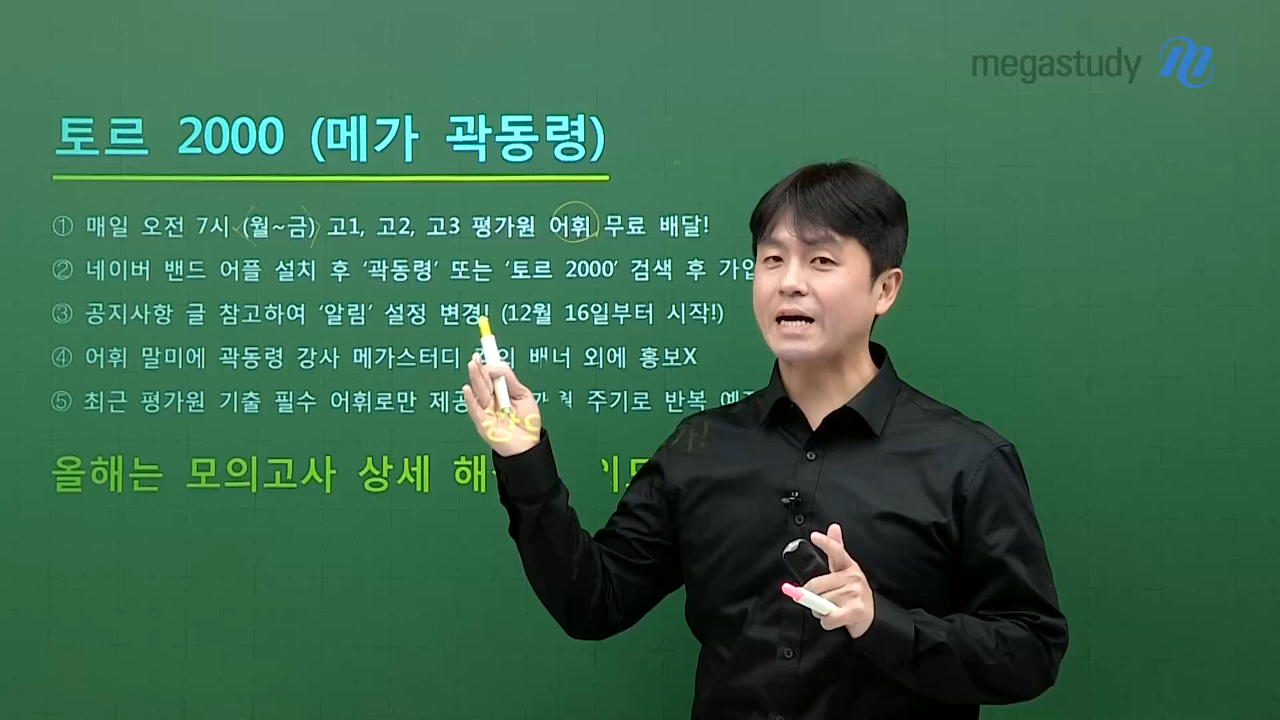 megastudy
토르 2000 (메가 곽동령)
① 매일 오전 7시 (월~금) 고1, 고2, 고3 평가원 어휘 무료 배달!
② 네이버 밴드 어플 설치 후 ‘곽동령’ 또는 ‘토르 2000’ 검색 후
③ 공지사항 글 참고하여 ‘알림’ 설정 변경! (12월 16일부터 시작!)
④ 어휘 말미에 곽동령 강사 메가스터디 배너 외에 홍보X
⑤ 최근 평가원 기출 필수 어휘로만 주기로 반복
올해는 모의고사 상세